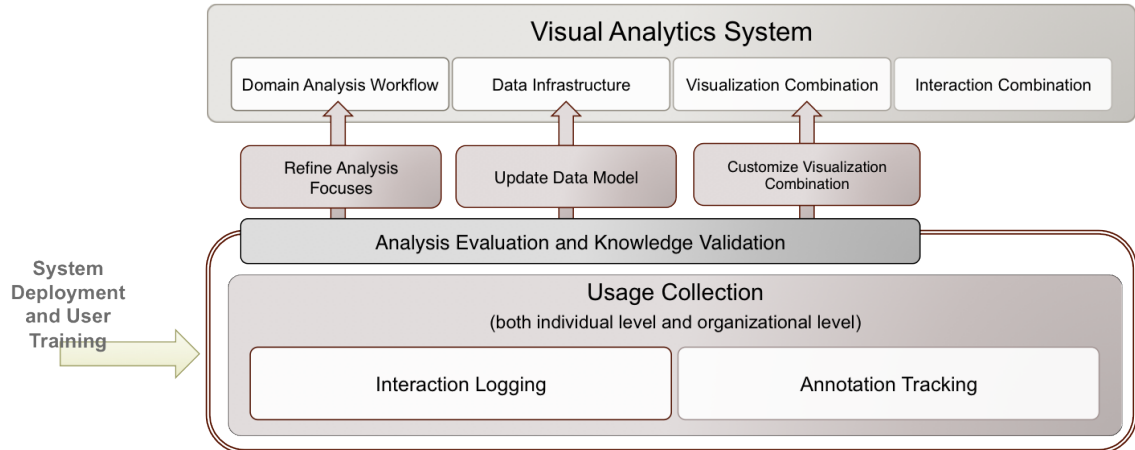 Visual Analytics System
Domain Analysis Workflow
Data Infrastructure
Visualization Combination
Interaction Combination
Refine Analysis
Focuses
Update Data Model
Customize Visualization
Combination
Analysis Evaluation and Knowledge Validation
System
Deployment
and User
Training
Usage Collection
(both individual level and organizational level)
Interaction Logging
Annotation Tracking